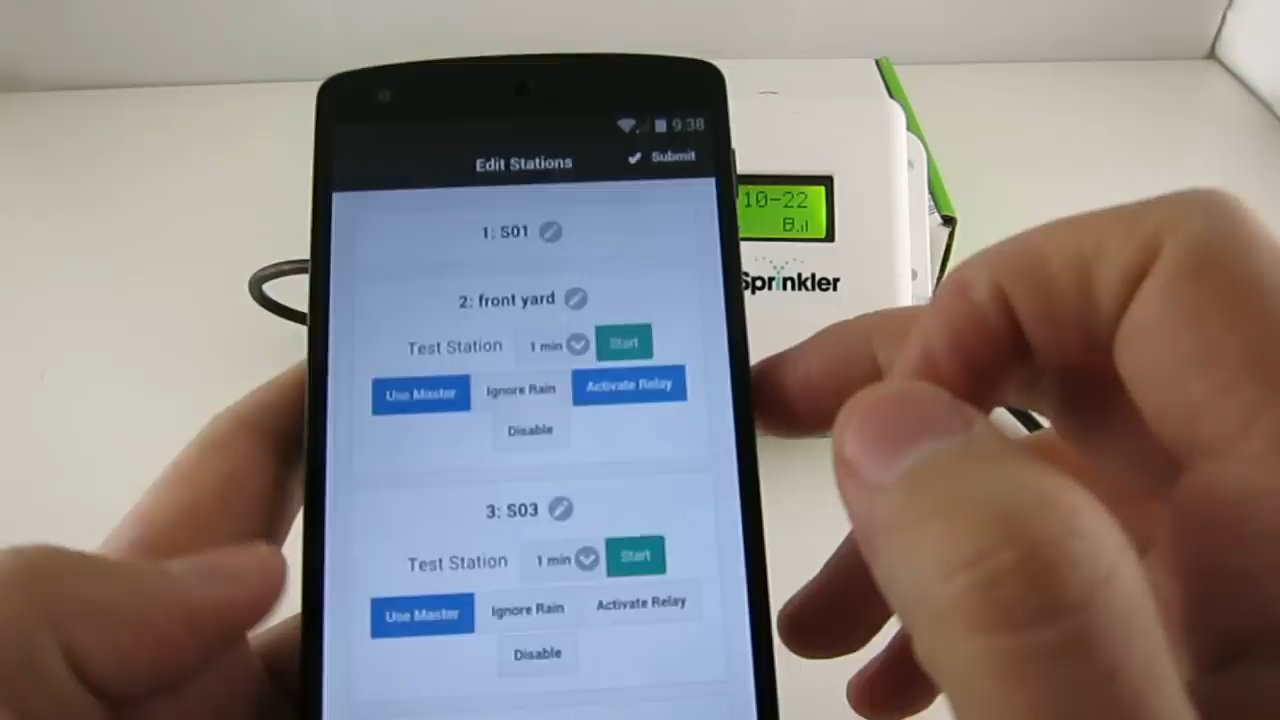 9:38
Edit Stations
Submit
1: S01
2: front yard
Test Station 1 min Start
Use Master Ignore Rain Activate Relay
Disable
3: S03
Test Station 1 min Start
Use Master Ignore Rain Activate Relay
Disable
10-22
B
Sprinkler